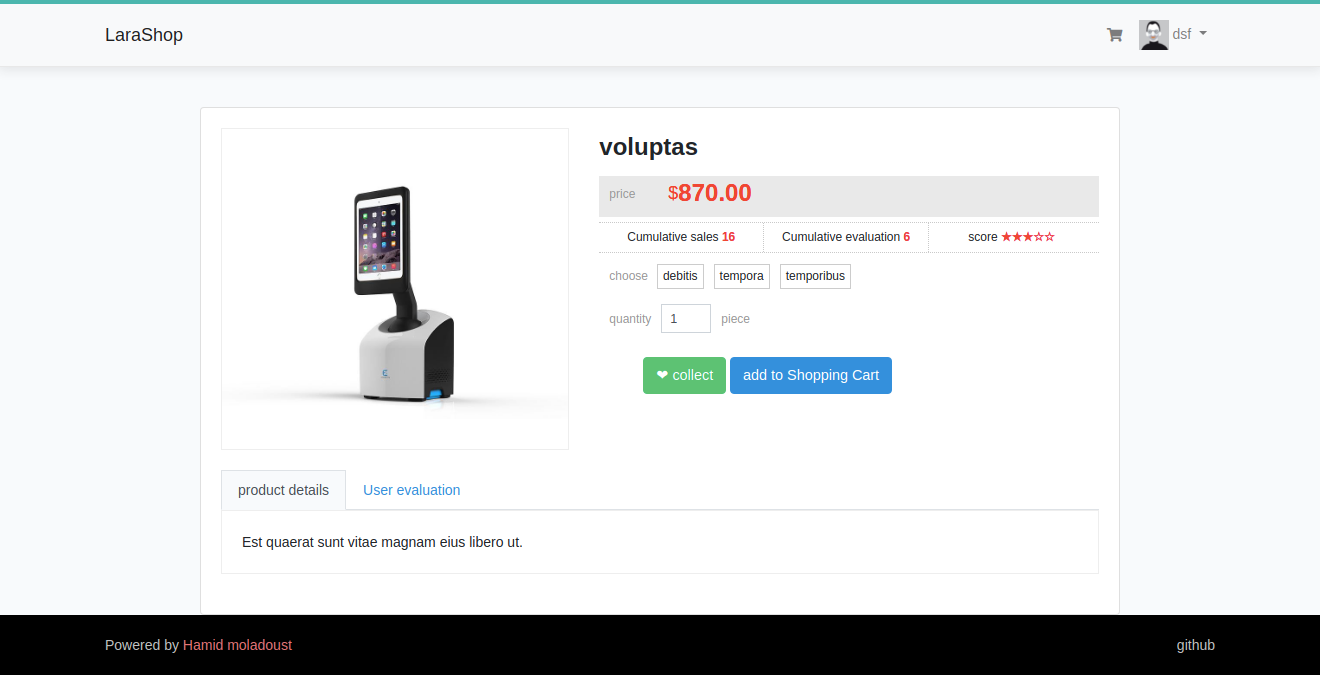 LaraShop
dsf
voluptas
price $870.00
Cumulative sales 16 Cumulative evaluation 6 score ★★★☆☆
choose debitis tempora temporibus
quantity 1 piece
❤ collect add to Shopping Cart
product details User evaluation
Est quaerat sunt vitae magnam eius libero ut.
Powered by Hamid moladoust github